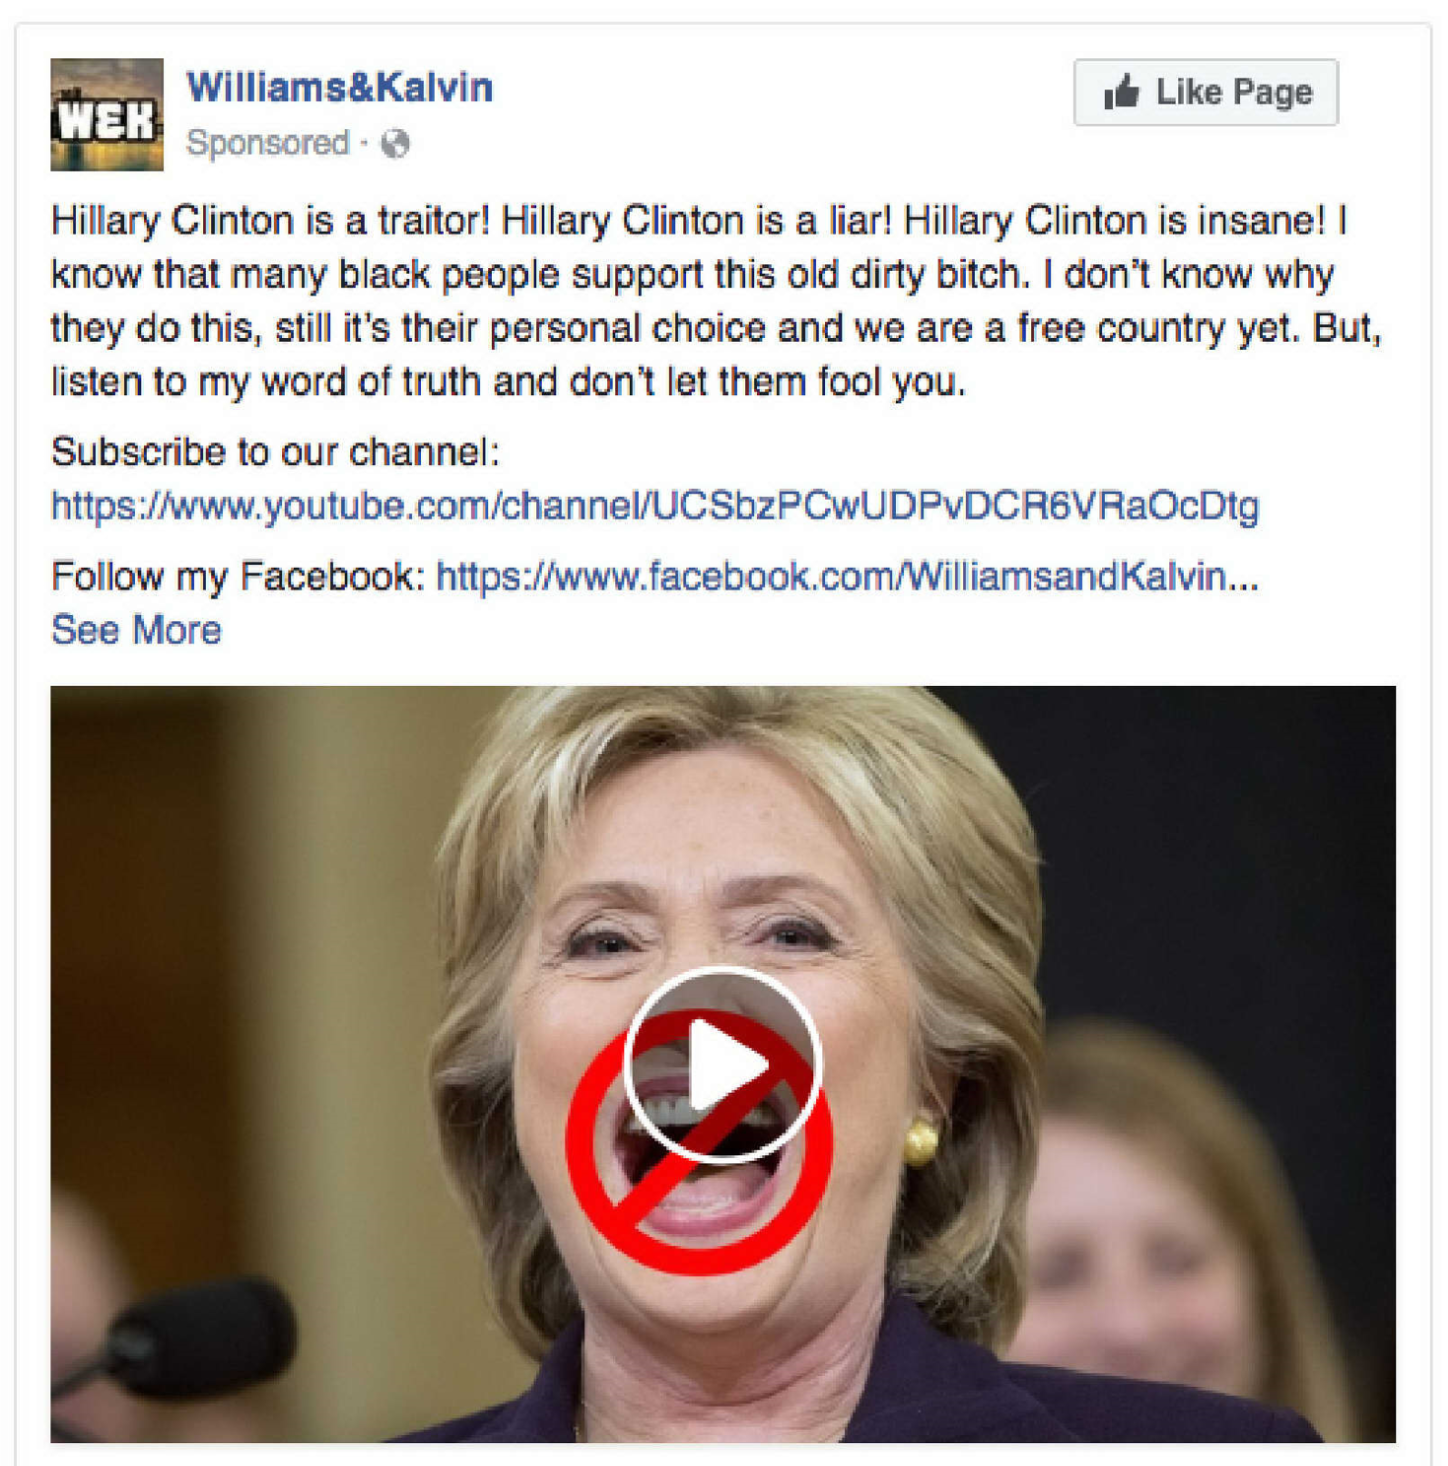 WEK
Williams&Kalvin
Sponsored ·
Like Page
Hillary Clinton is a traitor! Hillary Clinton is a liar! Hillary Clinton is insane! I
know that many black people support this old dirty bitch. I don't know why
they do this, still it's their personal choice and we are a free country yet. But,
listen to my word of truth and don't let them fool you.
Subscribe to our channel:
https://www.youtube.com/channel/UCSbzPCwUDPvDCR6VRaOcDtg
Follow my Facebook: https://www.facebook.com/WilliamsandKalvin...
See More